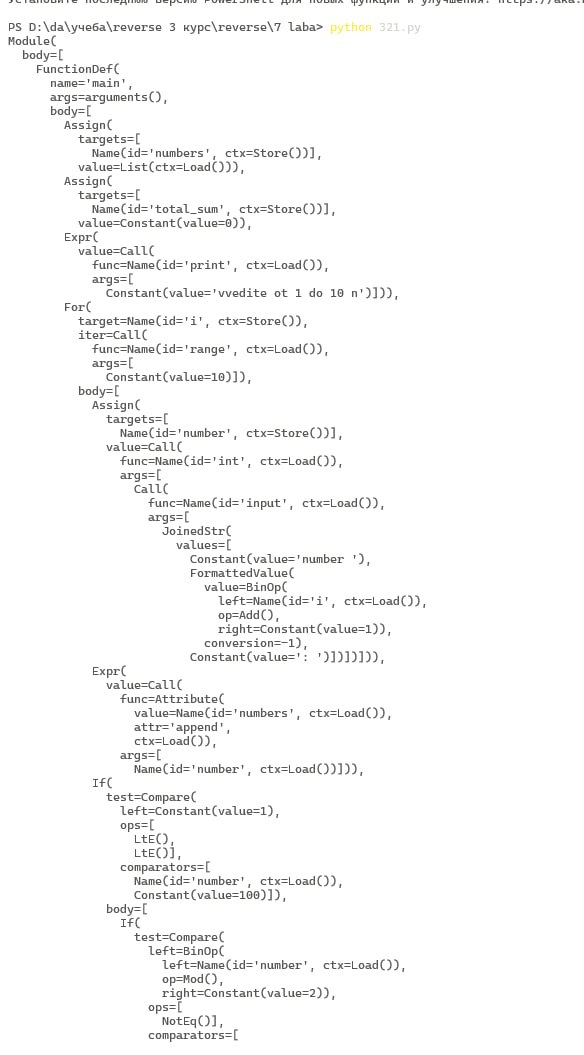 Установите последнюю версию PowerShell для новых функций и улучшения! https://aka.
PS D:\da\учеба\reverse 3 курс\reverse\7 laba> python 321.py
Module(
  body=[
    FunctionDef(
      name='main',
      args=arguments(),
      body=[
        Assign(
          targets=[
            Name(id='numbers', ctx=Store())],
          value=List(ctx=Load())),
        Assign(
          targets=[
            Name(id='total_sum', ctx=Store())],
          value=Constant(value=0)),
        Expr(
          value=Call(
            func=Name(id='print', ctx=Load()),
            args=[
              Constant(value='vvedite ot 1 do 10 n')])),
        For(
          target=Name(id='i', ctx=Store()),
          iter=Call(
            func=Name(id='range', ctx=Load()),
            args=[
              Constant(value=10)]),
          body=[
            Assign(
              targets=[
                Name(id='number', ctx=Store())],
              value=Call(
                func=Name(id='int', ctx=Load()),
                args=[
                  Call(
                    func=Name(id='input', ctx=Load()),
                    args=[
                      JoinedStr(
                        values=[
                          Constant(value='number '),
                          FormattedValue(
                            value=BinOp(
                              left=Name(id='i', ctx=Load()),
                              op=Add(),
                              right=Constant(value=1)),
                            conversion=-1),
                          Constant(value=': ')])])])),
            Expr(
              value=Call(
                func=Attribute(
                  value=Name(id='numbers', ctx=Load()),
                  attr='append',
                  ctx=Load()),
                args=[
                  Name(id='number', ctx=Load())])),
            If(
              test=Compare(
                left=Constant(value=1),
                ops=[
                  LtE(),
                  LtE()],
                comparators=[
                  Name(id='number', ctx=Load()),
                  Constant(value=100)]),
              body=[
                If(
                  test=Compare(
                    left=BinOp(
                      left=Name(id='number', ctx=Load()),
                      op=Mod(),
                      right=Constant(value=2)),
                    ops=[
                      NotEq()],
                    comparators=[